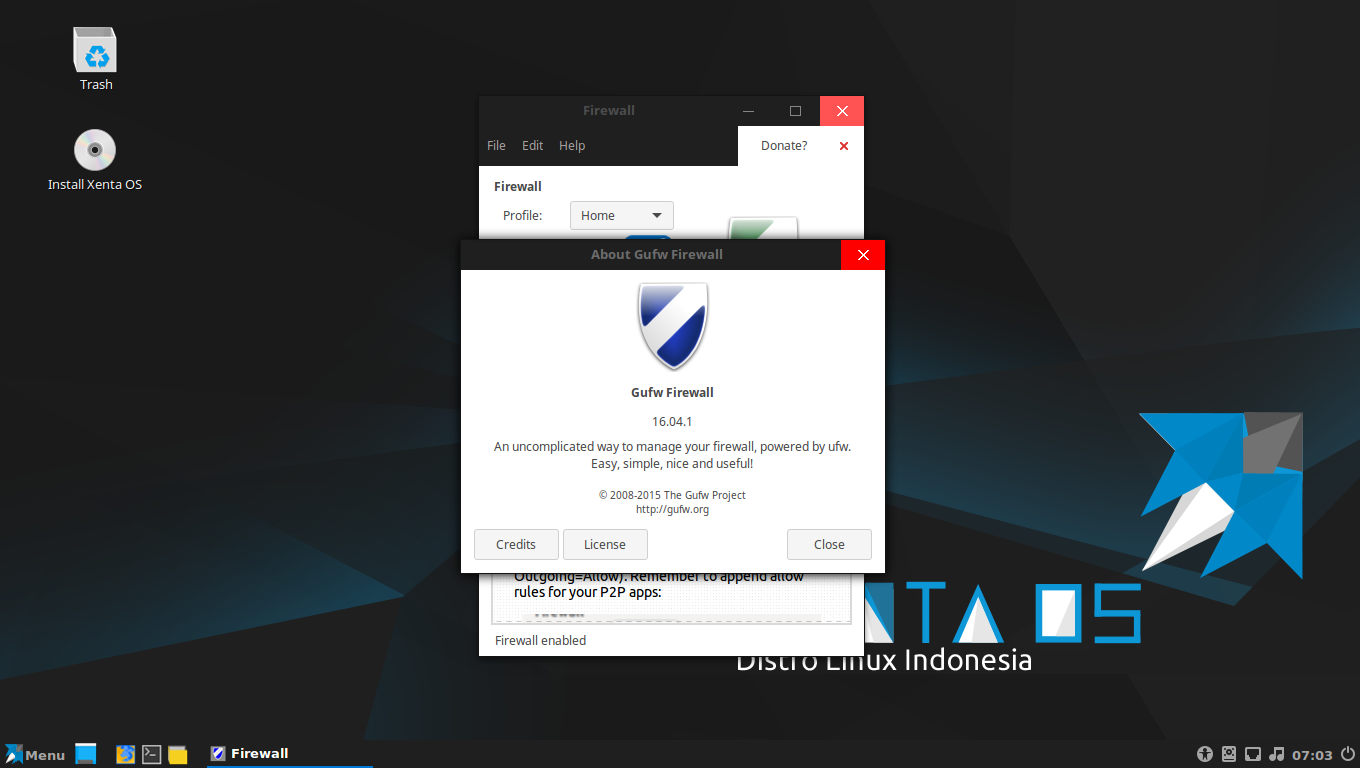 Trash
Install Xenta OS
Firewall
File Edit Help
Donate?
Firewall
Profile: Home
About Gufw Firewall
Gufw Firewall
16.04.1
An uncomplicated way to manage your firewall, powered by ufw.
Easy, simple, nice and useful!
© 2008-2015 The Gufw Project
http://gufw.org
Credits License Close
Outgoing=Allow). Remember to append allow
rules for your P2P apps:
Firewall enabled
NTA OS
Distro Linux Indonesia
Menu Firewall 07:03